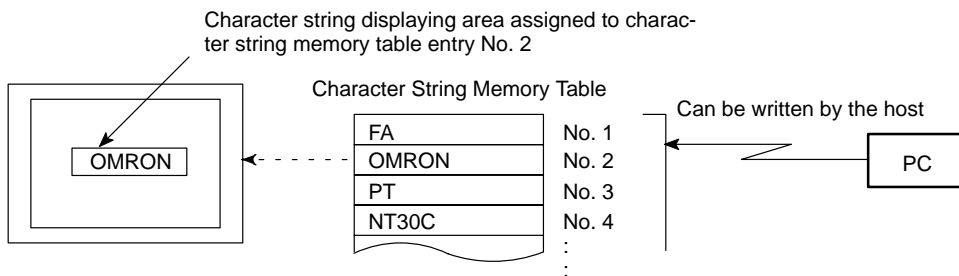 Character string displaying area assigned to charac-
ter string memory table entry No. 2
Character String Memory Table
Can be written by the host
FA No. 1
OMRON OMRON No. 2 PC
PT No. 3
NT30C No. 4
:
: